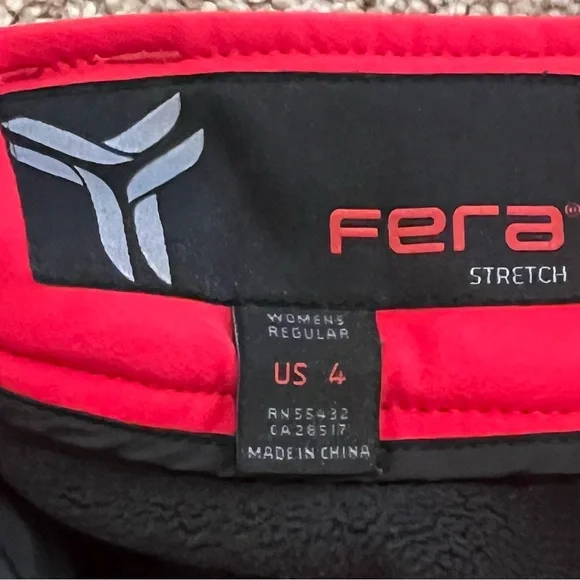 Fera
STRETCH
WOMENS
REGULAR
US 4
RN55432
CA28517
MADE IN CHINA